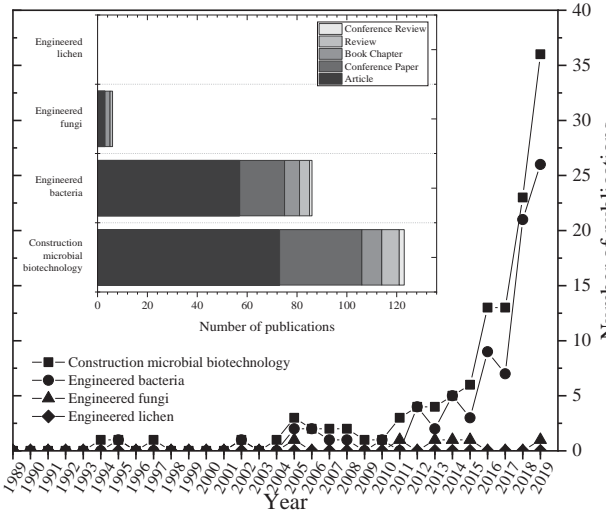 Engineered
lichen
Engineered
fungi
Engineered
bacteria
Construction
microbial
biotechnology
Conference Review
Review
Book Chapter
Conference Paper
Article
0 20 40 60 80 100 120
Number of publications
40
35
30
25
20
15
10
5
0
Number of publications
Construction microbial biotechnology
Engineered bacteria
Engineered fungi
Engineered lichen
1989 1990 1991 1992 1993 1994 1995 1996 1997 1998 1999 2000 2001 2002 2003 2004 2005 2006 2007 2008 2009 2010 2011 2012 2013 2014 2015 2016 2017 2018 2019
Year